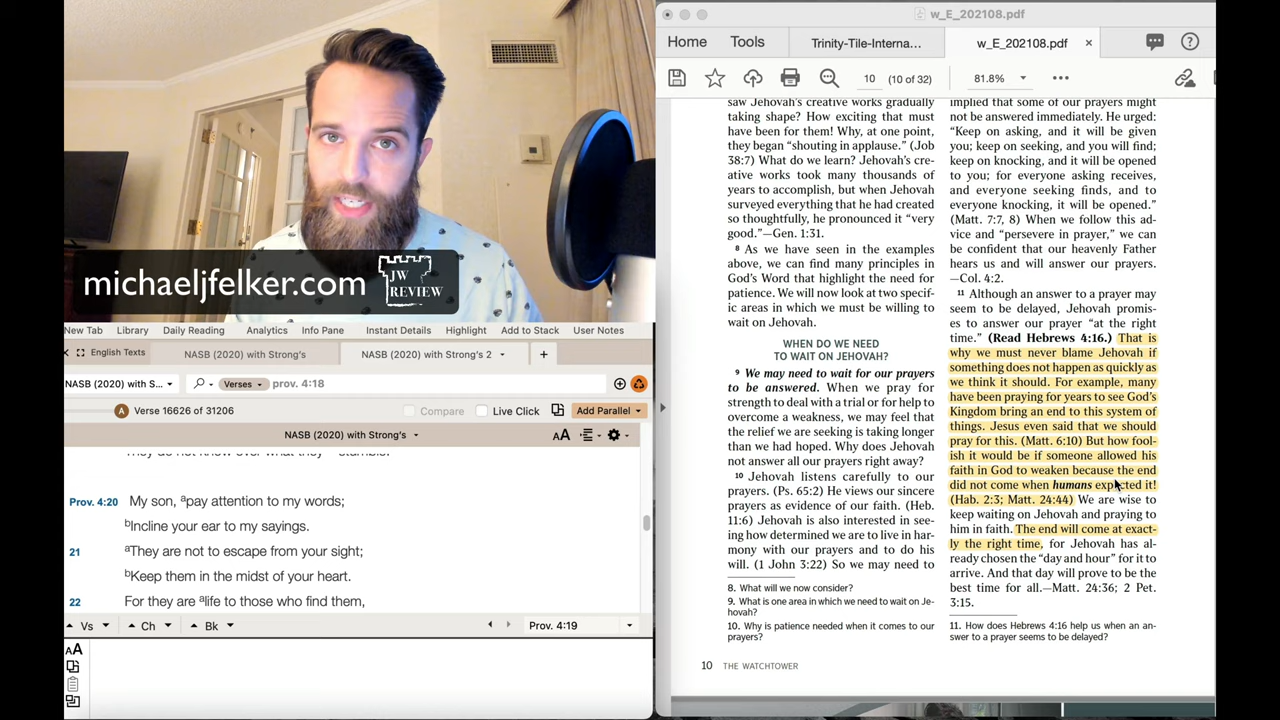 michaeljfelker.com
JW
REVIEW
New Tab Library Daily Reading Analytics Info Pane Instant Details Highlight Add to Stack User Notes
English Texts NASB (2020) with Strong's NASB (2020) with Strong's 2
NASB (2020) with S... Verses prov. 4:18
A Verse 16626 of 31206 Compare Live Click Add Parallel
NASB (2020) with Strong's AA
Prov. 4:20 My son, ᵃpay attention to my words;
ᵇIncline your ear to my sayings.
21 ᵃThey are not to escape from your sight;
ᵇKeep them in the midst of your heart.
22 For they are ᵃlife to those who find them,
Vs Ch Bk Prov. 4:19
AA
w_E_202108.pdf
Home Tools Trinity-Tile-Interna... w_E_202108.pdf ×
10 (10 of 32) 81.8%
saw Jehovah's creative works gradually
taking shape? How exciting that must
have been for them! Why, at one point,
they began “shouting in applause.” (Job
38:7) What do we learn? Jehovah's cre-
ative works took many thousands of
years to accomplish, but when Jehovah
surveyed everything that he had created
so thoughtfully, he pronounced it “very
good.”—Gen. 1:31.
8 As we have seen in the examples
above, we can find many principles in
God's Word that highlight the need for
patience. We will now look at two specif-
ic areas in which we must be willing to
wait on Jehovah.
WHEN DO WE NEED
TO WAIT ON JEHOVAH?
9 We may need to wait for our prayers
to be answered. When we pray for
strength to deal with a trial or for help to
overcome a weakness, we may feel that
the relief we are seeking is taking longer
than we had hoped. Why does Jehovah
not answer all our prayers right away?
10 Jehovah listens carefully to our
prayers. (Ps. 65:2) He views our sincere
prayers as evidence of our faith. (Heb.
11:6) Jehovah is also interested in see-
ing how determined we are to live in har-
mony with our prayers and to do his
will. (1 John 3:22) So we may need to
8. What will we now consider?
9. What is one area in which we need to wait on Je-
hovah?
10. Why is patience needed when it comes to our
prayers?
implied that some of our prayers might
not be answered immediately. He urged:
“Keep on asking, and it will be given
you; keep on seeking, and you will find;
keep on knocking, and it will be opened
to you; for everyone asking receives,
and everyone seeking finds, and to
everyone knocking, it will be opened.”
(Matt. 7:7, 8) When we follow this ad-
vice and “persevere in prayer,” we can
be confident that our heavenly Father
hears us and will answer our prayers.
—Col. 4:2.
11 Although an answer to a prayer may
seem to be delayed, Jehovah promis-
es to answer our prayer “at the right
time.” (Read Hebrews 4:16.) That is
why we must never blame Jehovah if
something does not happen as quickly as
we think it should. For example, many
have been praying for years to see God's
Kingdom bring an end to this system of
things. Jesus even said that we should
pray for this. (Matt. 6:10) But how fool-
ish it would be if someone allowed his
faith in God to weaken because the end
did not come when humans expected it!
(Hab. 2:3; Matt. 24:44) We are wise to
keep waiting on Jehovah and praying to
him in faith. The end will come at exact-
ly the right time, for Jehovah has al-
ready chosen the “day and hour” for it to
arrive. And that day will prove to be the
best time for all.—Matt. 24:36; 2 Pet.
3:15.
11. How does Hebrews 4:16 help us when an an-
swer to a prayer seems to be delayed?
10 THE WATCHTOWER